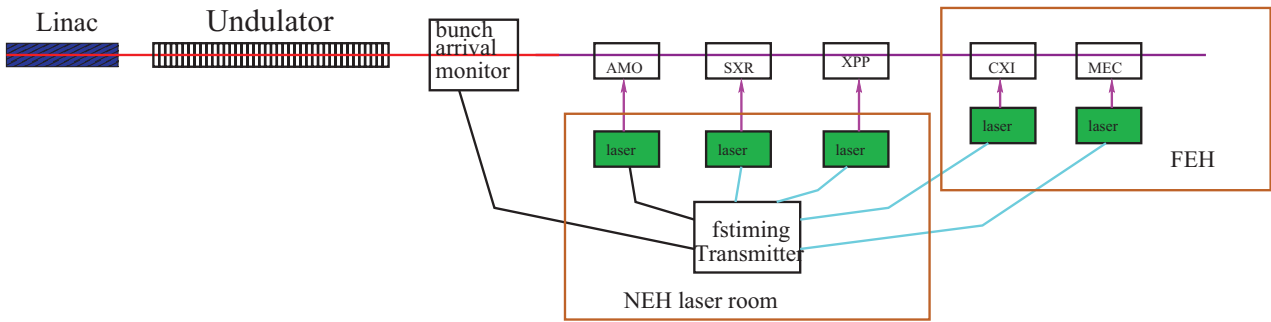 Linac
Undulator
bunch
arrival
monitor
AMO
SXR
XPP
CXI
MEC
laser
laser
laser
laser
laser
FEH
fstiming
Transmitter
NEH laser room